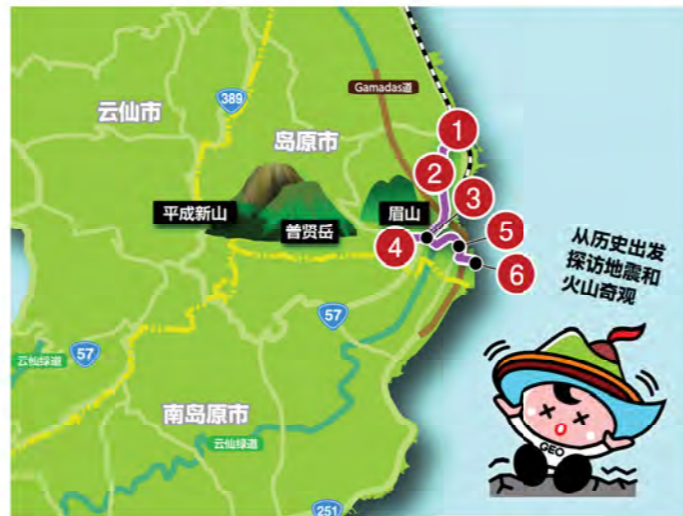 389
Gamadas道
云仙市
岛原市
1
2
3
平成新山
普贤岳
眉山
4
5
6
从历史出发
探访地震和
火山奇观
57
57
云仙绿道
南岛原市
云仙绿道
GEO
251